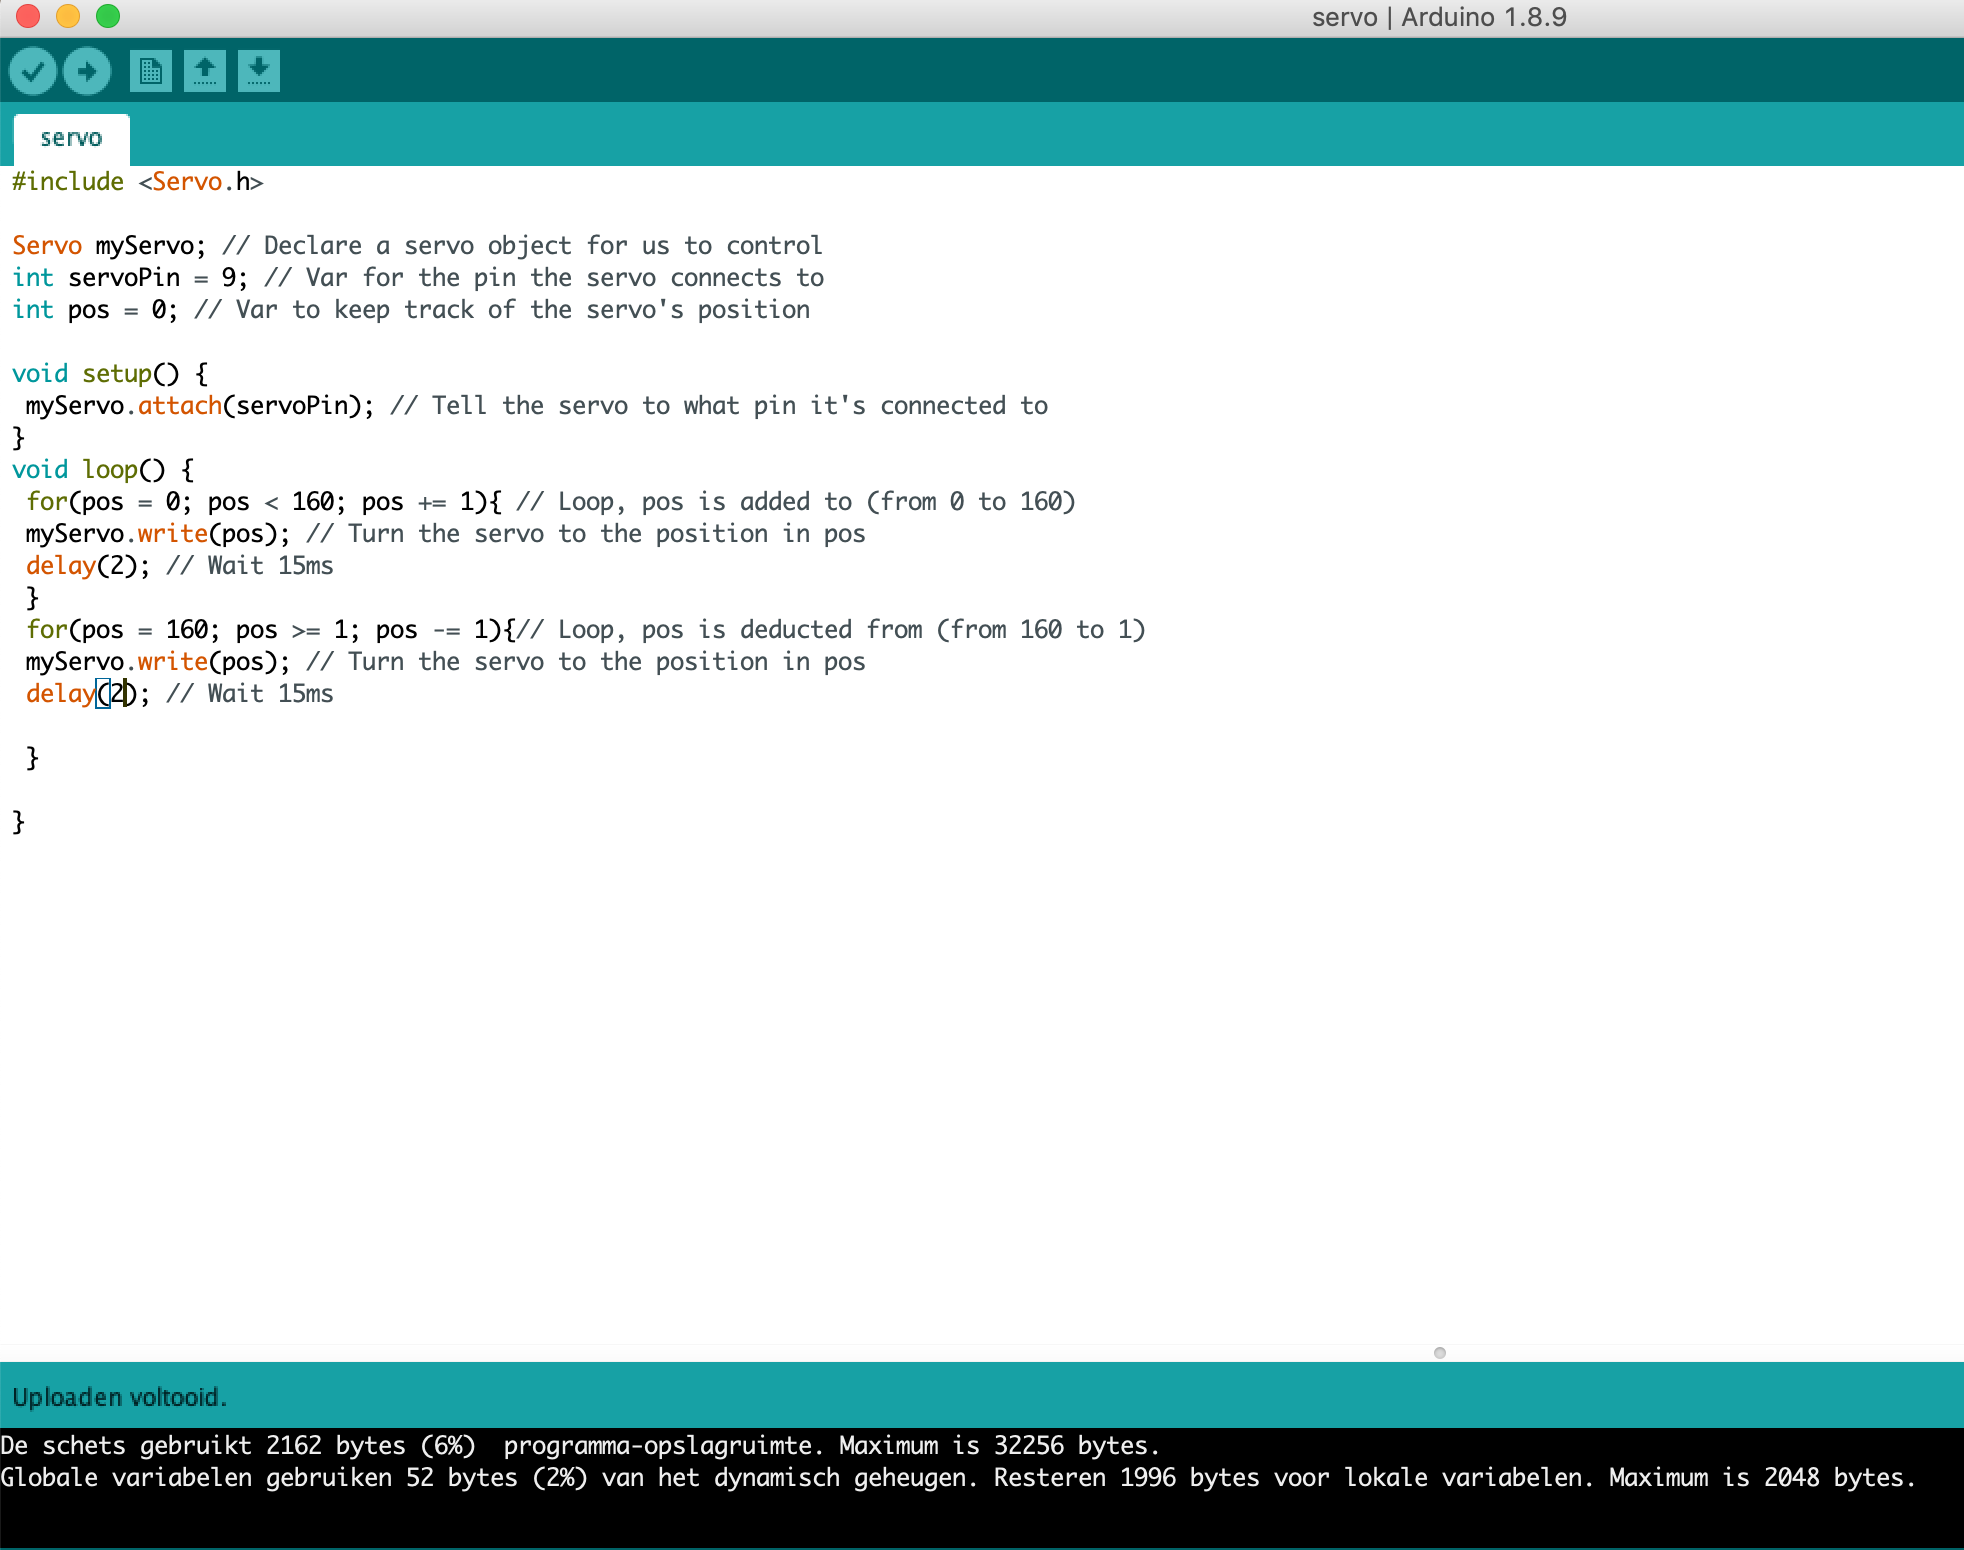 servo | Arduino 1.8.9
servo
#include <Servo.h>
Servo myServo; // Declare a servo object for us to control
int servoPin = 9; // Var for the pin the servo connects to
int pos = 0; // Var to keep track of the servo's position
void setup() {
myServo.attach(servoPin); // Tell the servo to what pin it's connected to
}
void loop() {
for(pos = 0; pos < 160; pos += 1){ // Loop, pos is added to (from 0 to 160)
myServo.write(pos); // Turn the servo to the position in pos
delay(2); // Wait 15ms
}
for(pos = 160; pos >= 1; pos -= 1){// Loop, pos is deducted from (from 160 to 1)
myServo.write(pos); // Turn the servo to the position in pos
delay(2); // Wait 15ms
}
}
Uploaden voltooid.
De schets gebruikt 2162 bytes (6%)  programma-opslagruimte. Maximum is 32256 bytes.
Globale variabelen gebruiken 52 bytes (2%) van het dynamisch geheugen. Resteren 1996 bytes voor lokale variabelen. Maximum is 2048 bytes.